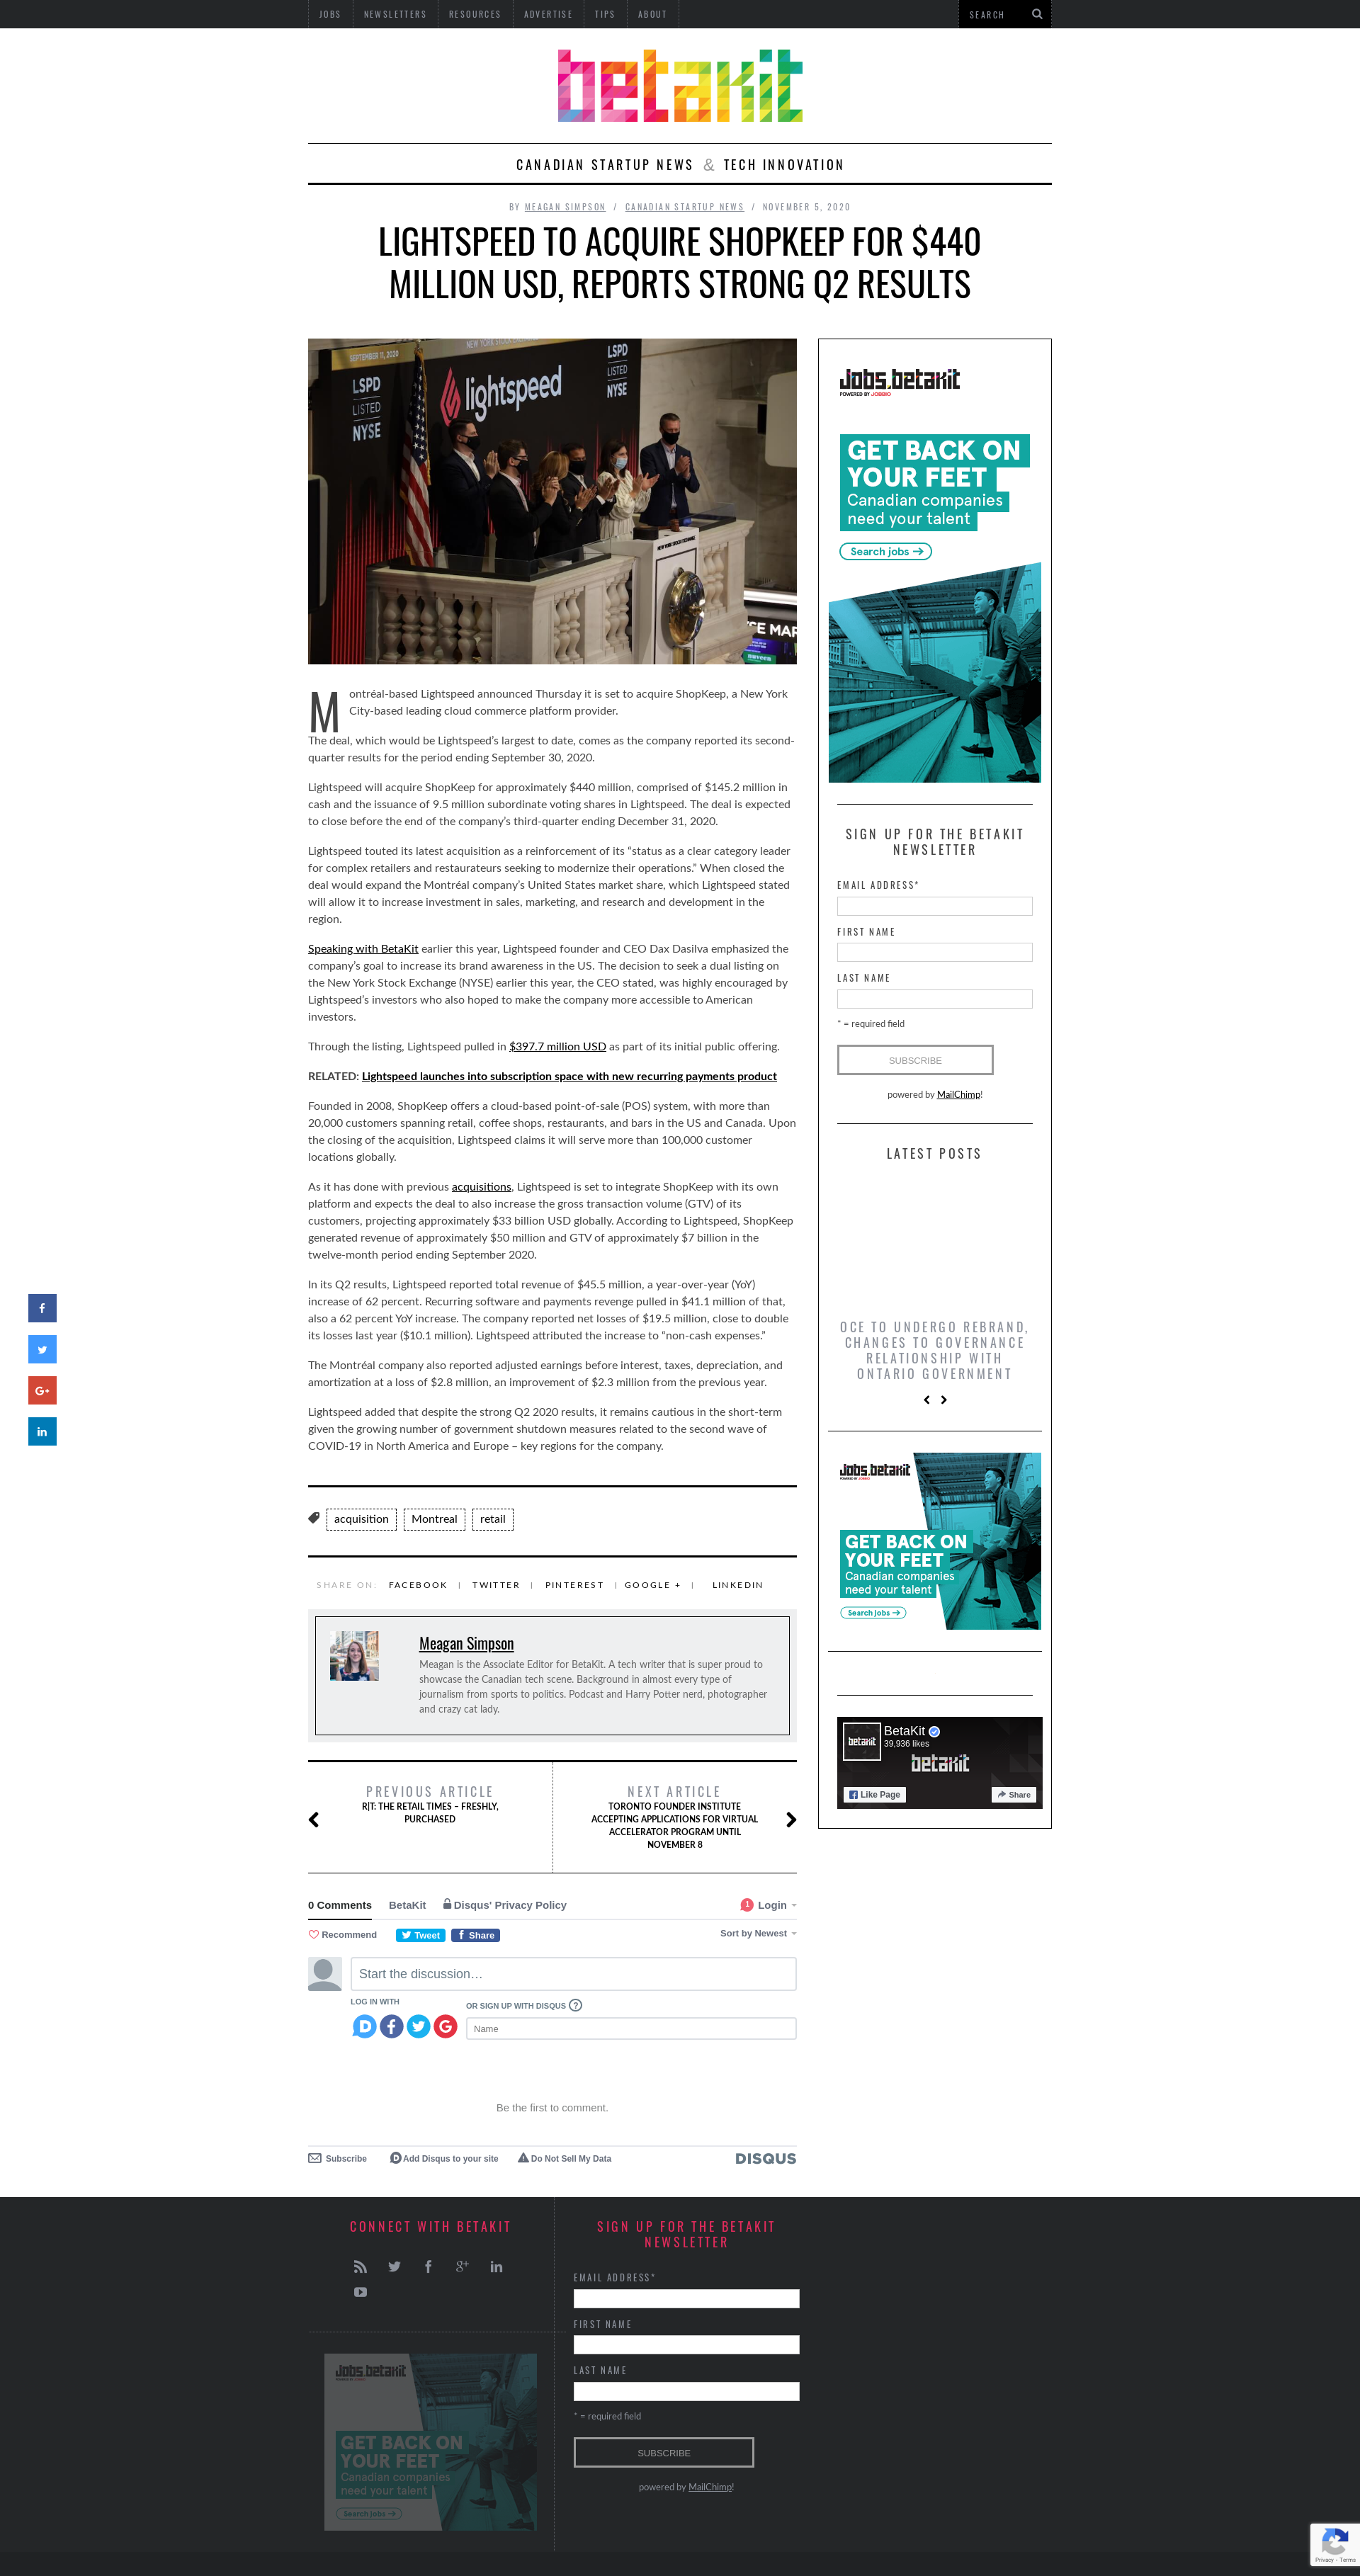 JOBS
NEWSLETTERS
RESOURCES
ADVERTISE
TIPS
ABOUT
SEARCH
betakit
CANADIAN STARTUP NEWS & TECH INNOVATION
BY MEAGAN SIMPSON / CANADIAN STARTUP NEWS / NOVEMBER 5, 2020
LIGHTSPEED TO ACQUIRE SHOPKEEP FOR $440
MILLION USD, REPORTS STRONG Q2 RESULTS
SEPTEMBER 11, 2020
NEW YORK STOCK EXCHANGE
LSPD
LISTED
NYSE
lightspeed
LSPD
LISTED
NYSE
LSPD
LISTED
NYSE
NEW YORK STOCK EXCHANGE
Montréal-based Lightspeed announced Thursday it is set to acquire ShopKeep, a New York
City-based leading cloud commerce platform provider.
The deal, which would be Lightspeed’s largest to date, comes as the company reported its second-
quarter results for the period ending September 30, 2020.
Lightspeed will acquire ShopKeep for approximately $440 million, comprised of $145.2 million in
cash and the issuance of 9.5 million subordinate voting shares in Lightspeed. The deal is expected
to close before the end of the company’s third-quarter ending December 31, 2020.
Lightspeed touted its latest acquisition as a reinforcement of its “status as a clear category leader
for complex retailers and restaurateurs seeking to modernize their operations.” When closed the
deal would expand the Montréal company’s United States market share, which Lightspeed stated
will allow it to increase investment in sales, marketing, and research and development in the
region.
Speaking with BetaKit earlier this year, Lightspeed founder and CEO Dax Dasilva emphasized the
company’s goal to increase its brand awareness in the US. The decision to seek a dual listing on
the New York Stock Exchange (NYSE) earlier this year, the CEO stated, was highly encouraged by
Lightspeed’s investors who also hoped to make the company more accessible to American
investors.
Through the listing, Lightspeed pulled in $397.7 million USD as part of its initial public offering.
RELATED: Lightspeed launches into subscription space with new recurring payments product
Founded in 2008, ShopKeep offers a cloud-based point-of-sale (POS) system, with more than
20,000 customers spanning retail, coffee shops, restaurants, and bars in the US and Canada. Upon
the closing of the acquisition, Lightspeed claims it will serve more than 100,000 customer
locations globally.
As it has done with previous acquisitions, Lightspeed is set to integrate ShopKeep with its own
platform and expects the deal to also increase the gross transaction volume (GTV) of its
customers, projecting approximately $33 billion USD globally. According to Lightspeed, ShopKeep
generated revenue of approximately $50 million and GTV of approximately $7 billion in the
twelve-month period ending September 2020.
In its Q2 results, Lightspeed reported total revenue of $45.5 million, a year-over-year (YoY)
increase of 62 percent. Recurring software and payments revenge pulled in $41.1 million of that,
also a 62 percent YoY increase. The company reported net losses of $19.5 million, close to double
its losses last year ($10.1 million). Lightspeed attributed the increase to “non-cash expenses.”
The Montréal company also reported adjusted earnings before interest, taxes, depreciation, and
amortization at a loss of $2.8 million, an improvement of $2.3 million from the previous year.
Lightspeed added that despite the strong Q2 2020 results, it remains cautious in the short-term
given the growing number of government shutdown measures related to the second wave of
COVID-19 in North America and Europe – key regions for the company.
acquisition
Montreal
retail
SHARE ON: FACEBOOK | TWITTER | PINTEREST | GOOGLE + | LINKEDIN
Meagan Simpson
Meagan is the Associate Editor for BetaKit. A tech writer that is super proud to
showcase the Canadian tech scene. Background in almost every type of
journalism from sports to politics. Podcast and Harry Potter nerd, photographer
and crazy cat lady.
PREVIOUS ARTICLE
R|T: THE RETAIL TIMES – FRESHLY,
PURCHASED
NEXT ARTICLE
TORONTO FOUNDER INSTITUTE
ACCEPTING APPLICATIONS FOR VIRTUAL
ACCELERATOR PROGRAM UNTIL
NOVEMBER 8
0 Comments
BetaKit
Disqus' Privacy Policy
1
Login
Recommend
Tweet
Share
Sort by Newest
Start the discussion…
LOG IN WITH
OR SIGN UP WITH DISQUS ?
Name
Be the first to comment.
Subscribe
Add Disqus to your site
Do Not Sell My Data
DISQUS
Jobs.betakit
POWERED BY JOBBIO
GET BACK ON
YOUR FEET
Canadian companies
need your talent
Search jobs
SIGN UP FOR THE BETAKIT
NEWSLETTER
EMAIL ADDRESS*
FIRST NAME
LAST NAME
* = required field
SUBSCRIBE
powered by MailChimp!
LATEST POSTS
OCE TO UNDERGO REBRAND,
CHANGES TO GOVERNANCE
RELATIONSHIP WITH
ONTARIO GOVERNMENT
Jobs.betakit
POWERED BY JOBBIO
GET BACK ON
YOUR FEET
Canadian companies
need your talent
Search jobs
betakit
BetaKit
39,936 likes
betakit
Like Page
Share
CONNECT WITH BETAKIT
Jobs.betakit
GET BACK ON
YOUR FEET
Canadian companies
need your talent
Search jobs
SIGN UP FOR THE BETAKIT
NEWSLETTER
EMAIL ADDRESS*
FIRST NAME
LAST NAME
* = required field
SUBSCRIBE
powered by MailChimp!
Privacy - Terms